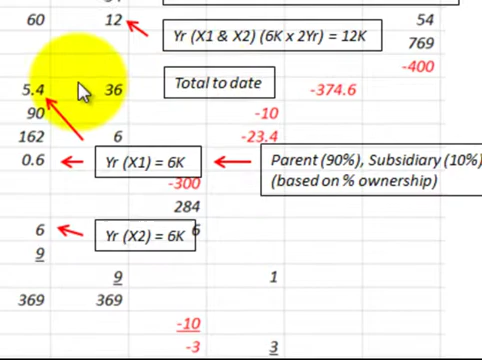 60 12 54
Yr (X1 & X2) (6K x 2Yr) = 12K
769
-400
Total to date
5.4 36 -374.6
90 -10
162 6 -23.4
0.6 Yr (X1) = 6K Parent (90%), Subsidiary (10%)
(based on % ownership)
-300
284
6 Yr (X2) = 6K 6
9
9 1
369 369
-10
-3 3